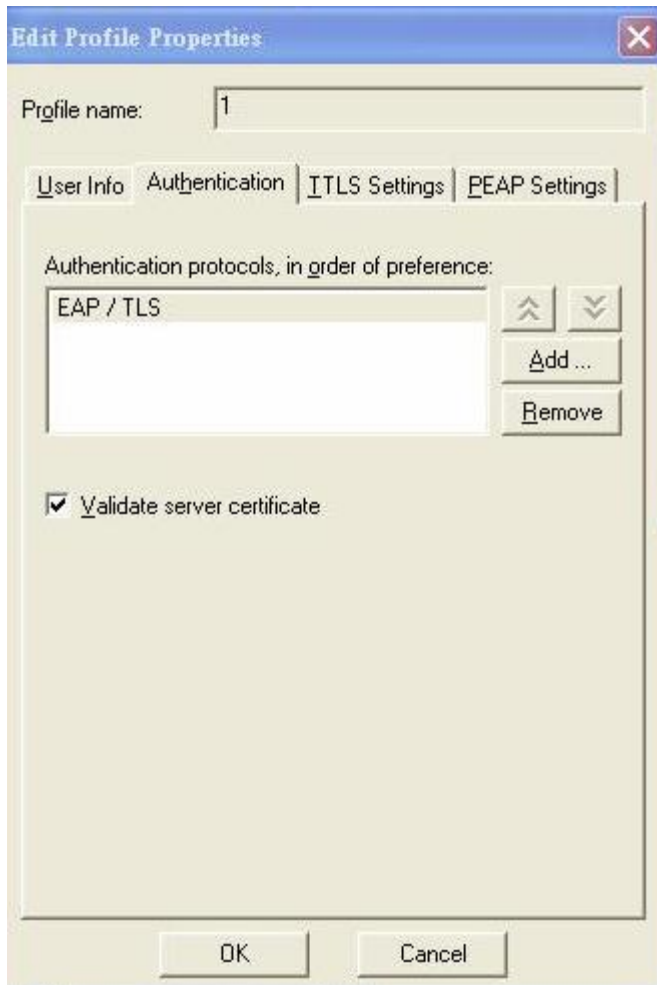 Edit Profile Properties
Profile name:
1
User Info
Authentication
TTLS Settings
PEAP Settings
Authentication protocols, in order of preference:
EAP / TLS
Add ...
Remove
Validate server certificate
OK
Cancel